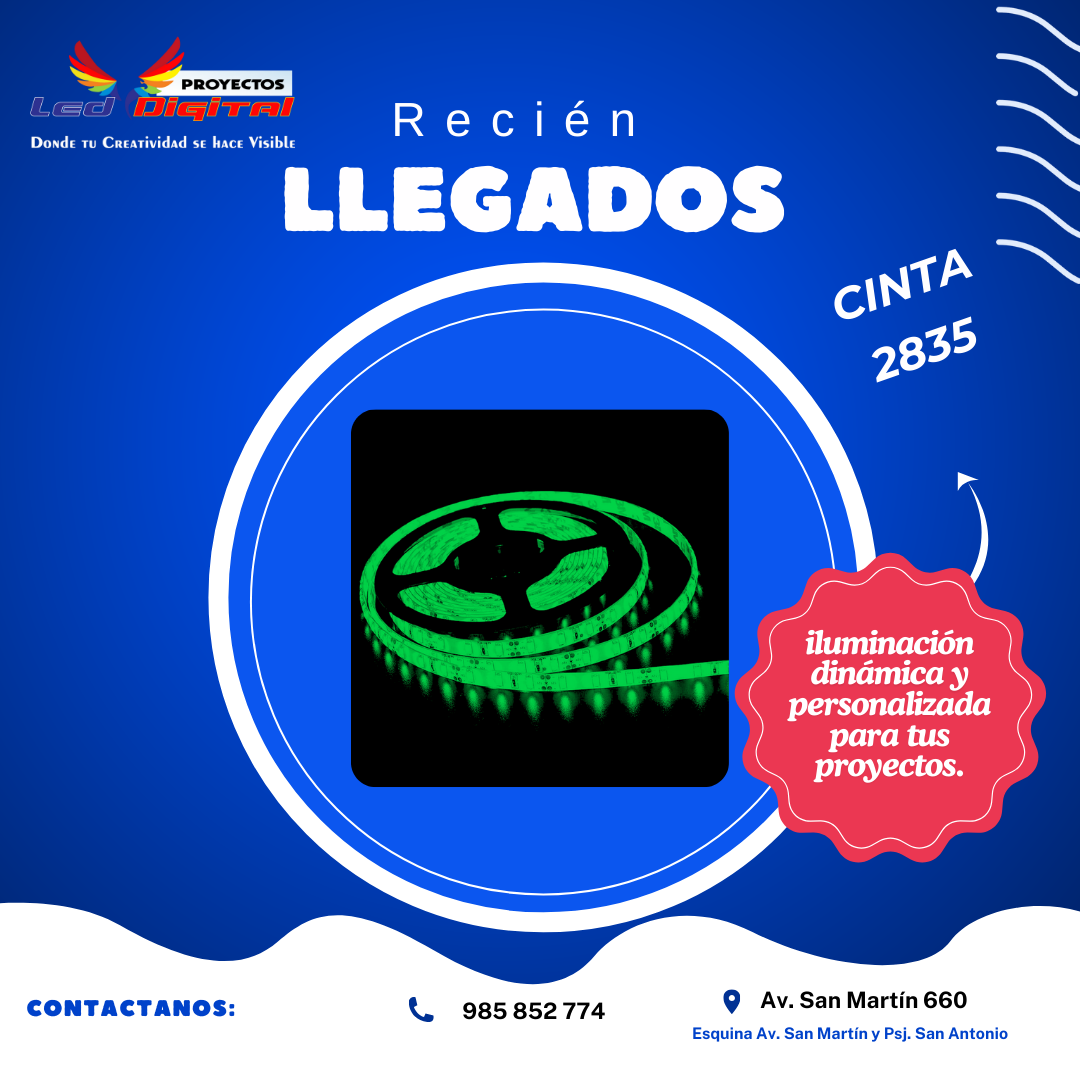 PROYECTOS
Led Digital
Donde tu Creatividad se hace Visible
Recién
LLEGADOS
CINTA
2835
iluminación
dinámica y
personalizada
para tus
proyectos.
CONTACTANOS:
985 852 774
Av. San Martín 660
Esquina Av. San Martín y Psj. San Antonio